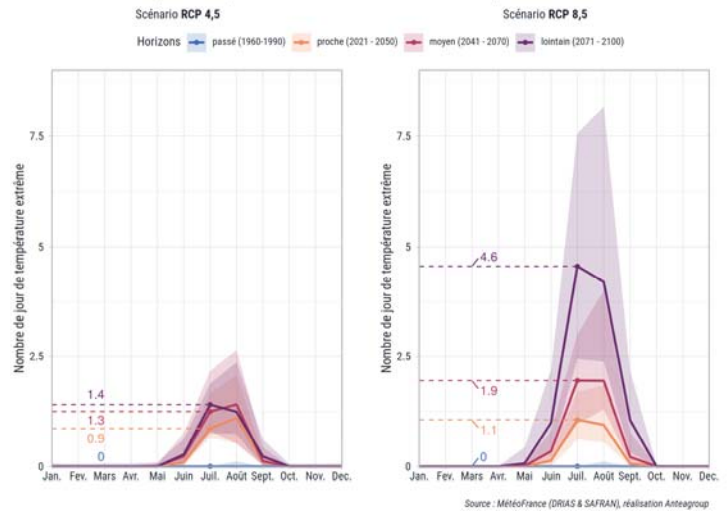 Scénario RCP 4,5
Scénario RCP 8,5
Horizons passé (1960-1990) proche (2021 - 2050) moyen (2041 - 2070) lointain (2071 - 2100)
Nombre de jour de température extrême
7.5
5
2.5
0
1.4
1.3
0.9
0
Jan. Fev. Mars Avr. Mai Juin Juil. Août Sept. Oct. Nov. Dec.
Nombre de jour de température extrême
7.5
5
2.5
0
4.6
1.9
1.1
0
Jan. Fev. Mars Avr. Mai Juin Juil. Août Sept. Oct. Nov. Dec.
Source : MétéoFrance (DRIAS & SAFRAN), réalisation Anteagroup